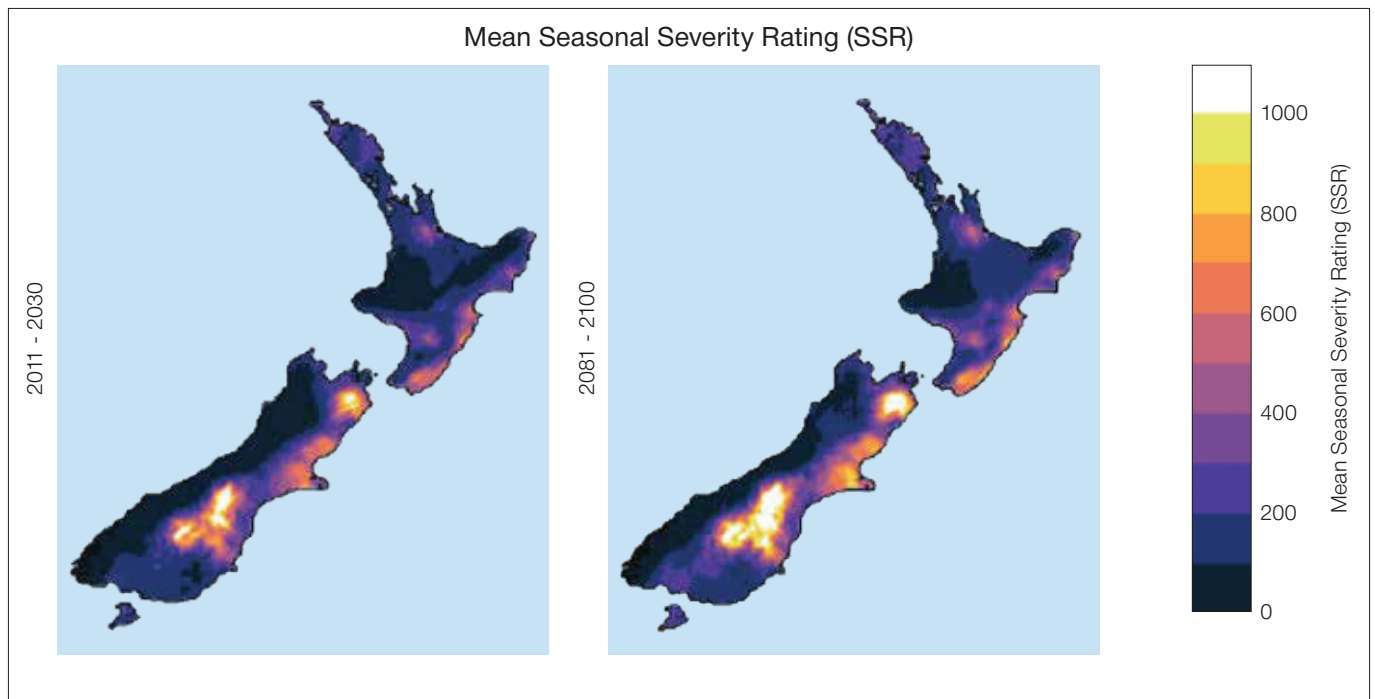 Mean Seasonal Severity Rating (SSR)
2011 - 2030
2081 - 2100
1000
800
600
400
200
0
Mean Seasonal Severity Rating (SSR)